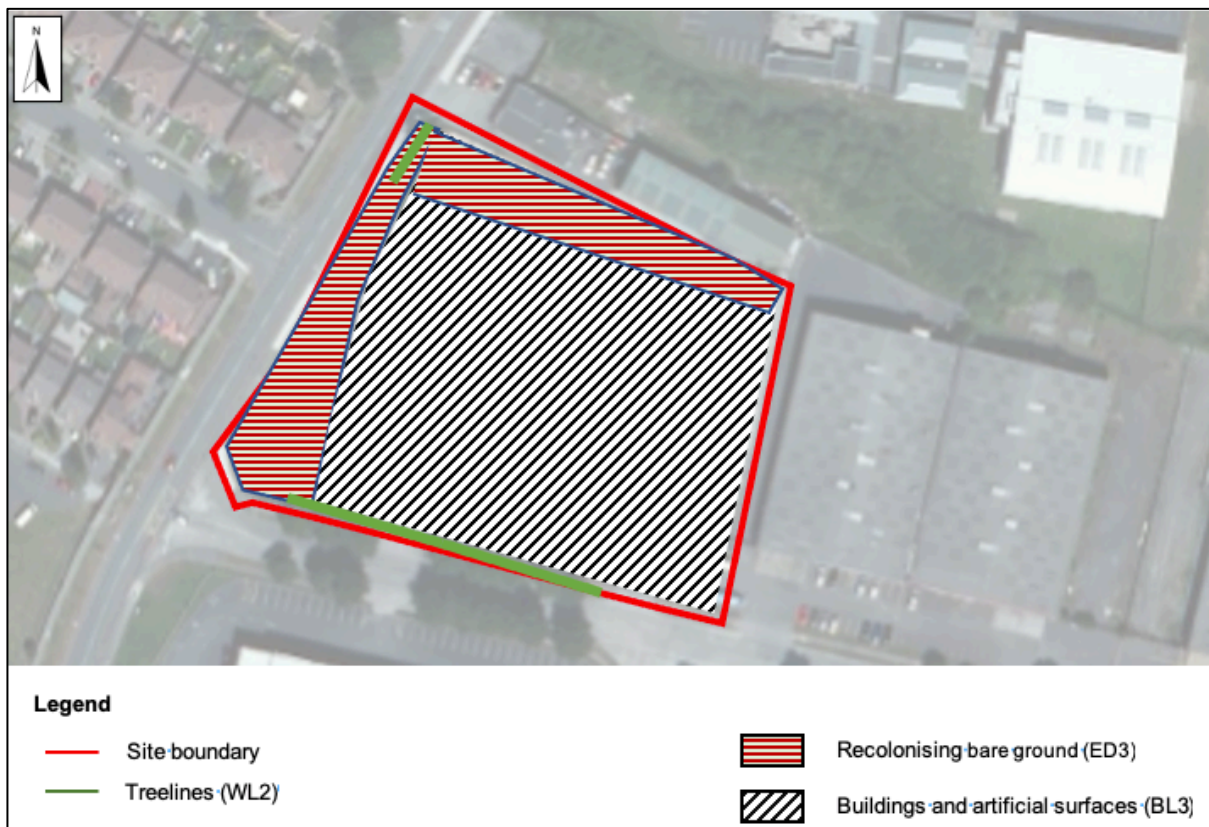 N
Legend
Site boundary
Treelines (WL2)
Recolonising bare ground (ED3)
Buildings and artificial surfaces (BL3)